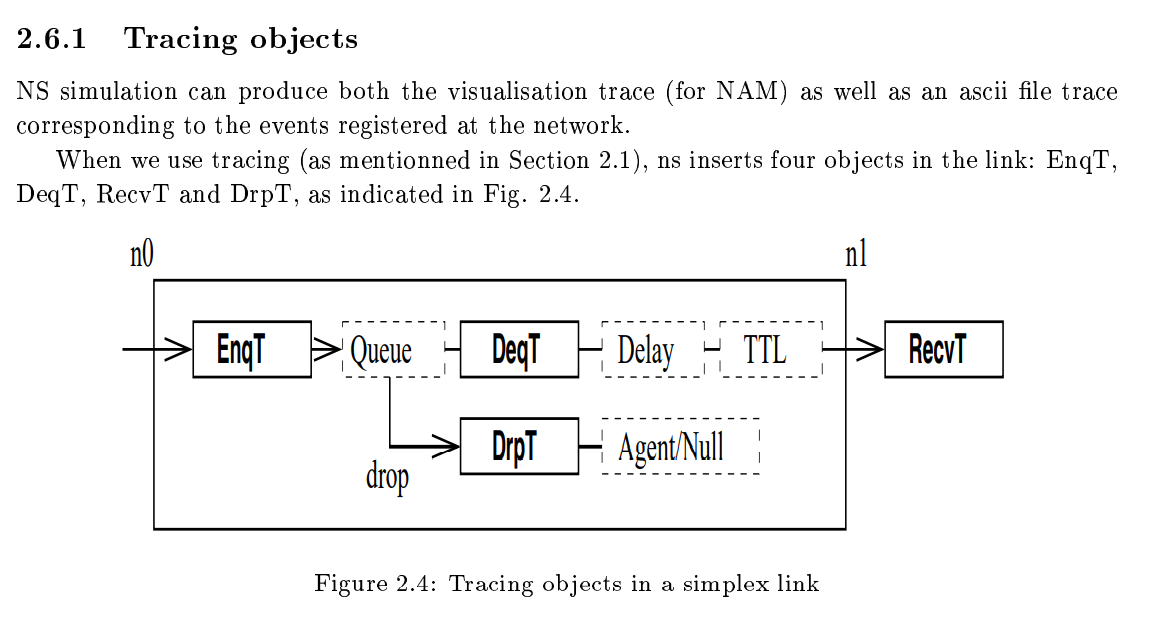 2.6.1 Tracing objects
NS simulation can produce both the visualisation trace (for NAM) as well as an ascii file trace
corresponding to the events registered at the network.
When we use tracing (as mentionned in Section 2.1), ns inserts four objects in the link: EnqT,
DeqT, RecvT and DrpT, as indicated in Fig. 2.4.
n0 n1
EnqT Queue DeqT Delay TTL RecvT
DrpT Agent/Null
drop
Figure 2.4: Tracing objects in a simplex link